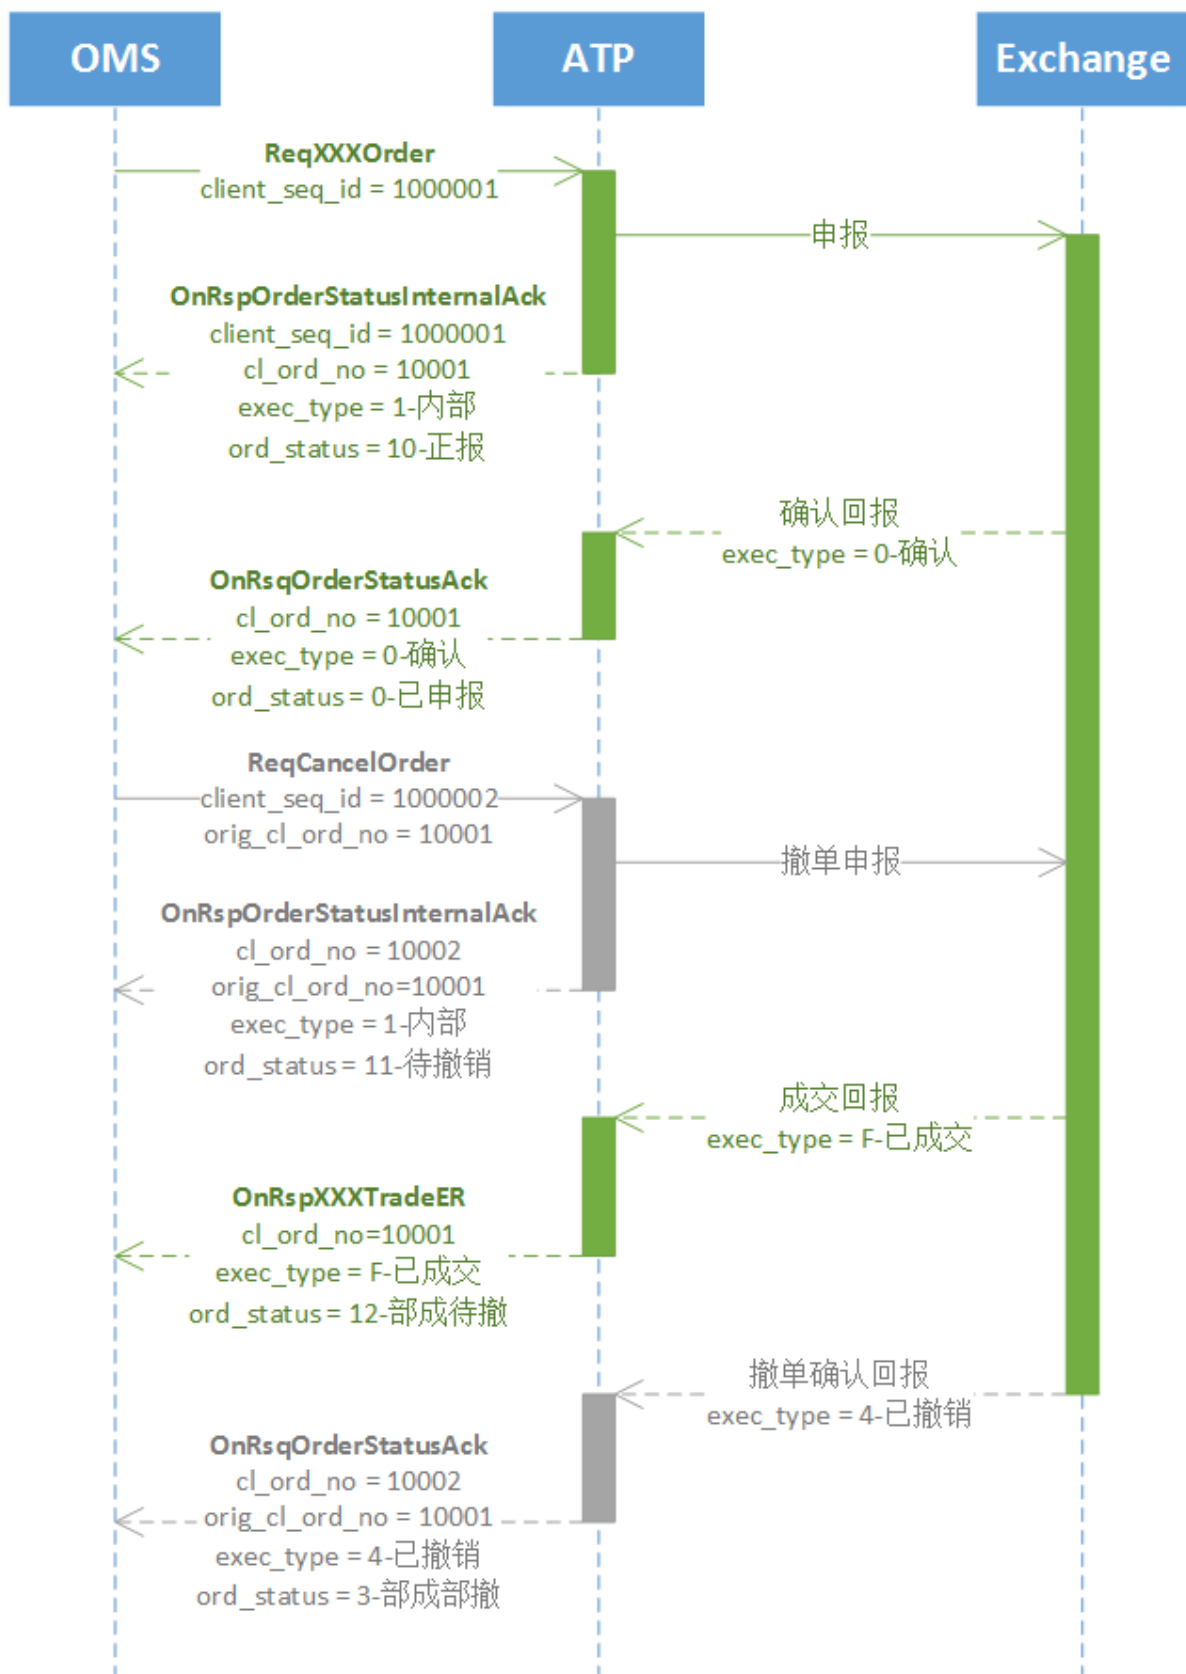 OMS
ATP
Exchange
ReqXXXOrder
client_seq_id = 1000001
申报
OnRspOrderStatusInternalAck
client_seq_id = 1000001
cl_ord_no = 10001
exec_type = 1-内部
ord_status = 10-正报
确认回报
exec_type = 0-确认
OnRsqOrderStatusAck
cl_ord_no = 10001
exec_type = 0-确认
ord_status = 0-已申报
ReqCancelOrder
client_seq_id = 1000002
orig_cl_ord_no = 10001
撤单申报
OnRspOrderStatusInternalAck
cl_ord_no = 10002
orig_cl_ord_no=10001
exec_type = 1-内部
ord_status = 11-待撤销
成交回报
exec_type = F-已成交
OnRspXXXTradeER
cl_ord_no=10001
exec_type = F-已成交
ord_status = 12-部成待撤
撤单确认回报
exec_type = 4-已撤销
OnRsqOrderStatusAck
cl_ord_no = 10002
orig_cl_ord_no = 10001
exec_type = 4-已撤销
ord_status = 3-部成部撤